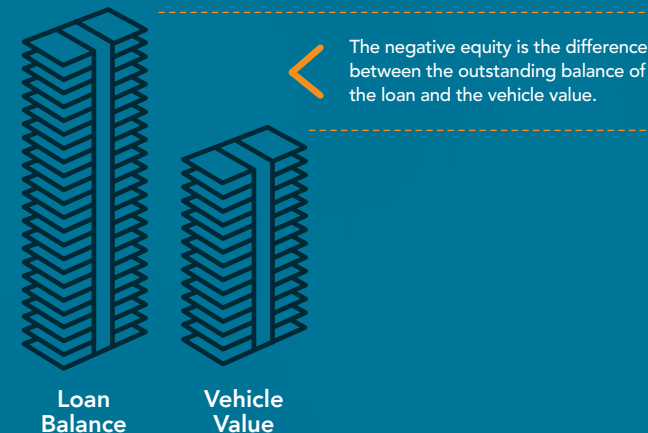 The negative equity is the difference
between the outstanding balance of
the loan and the vehicle value.
Loan
Balance
Vehicle
Value